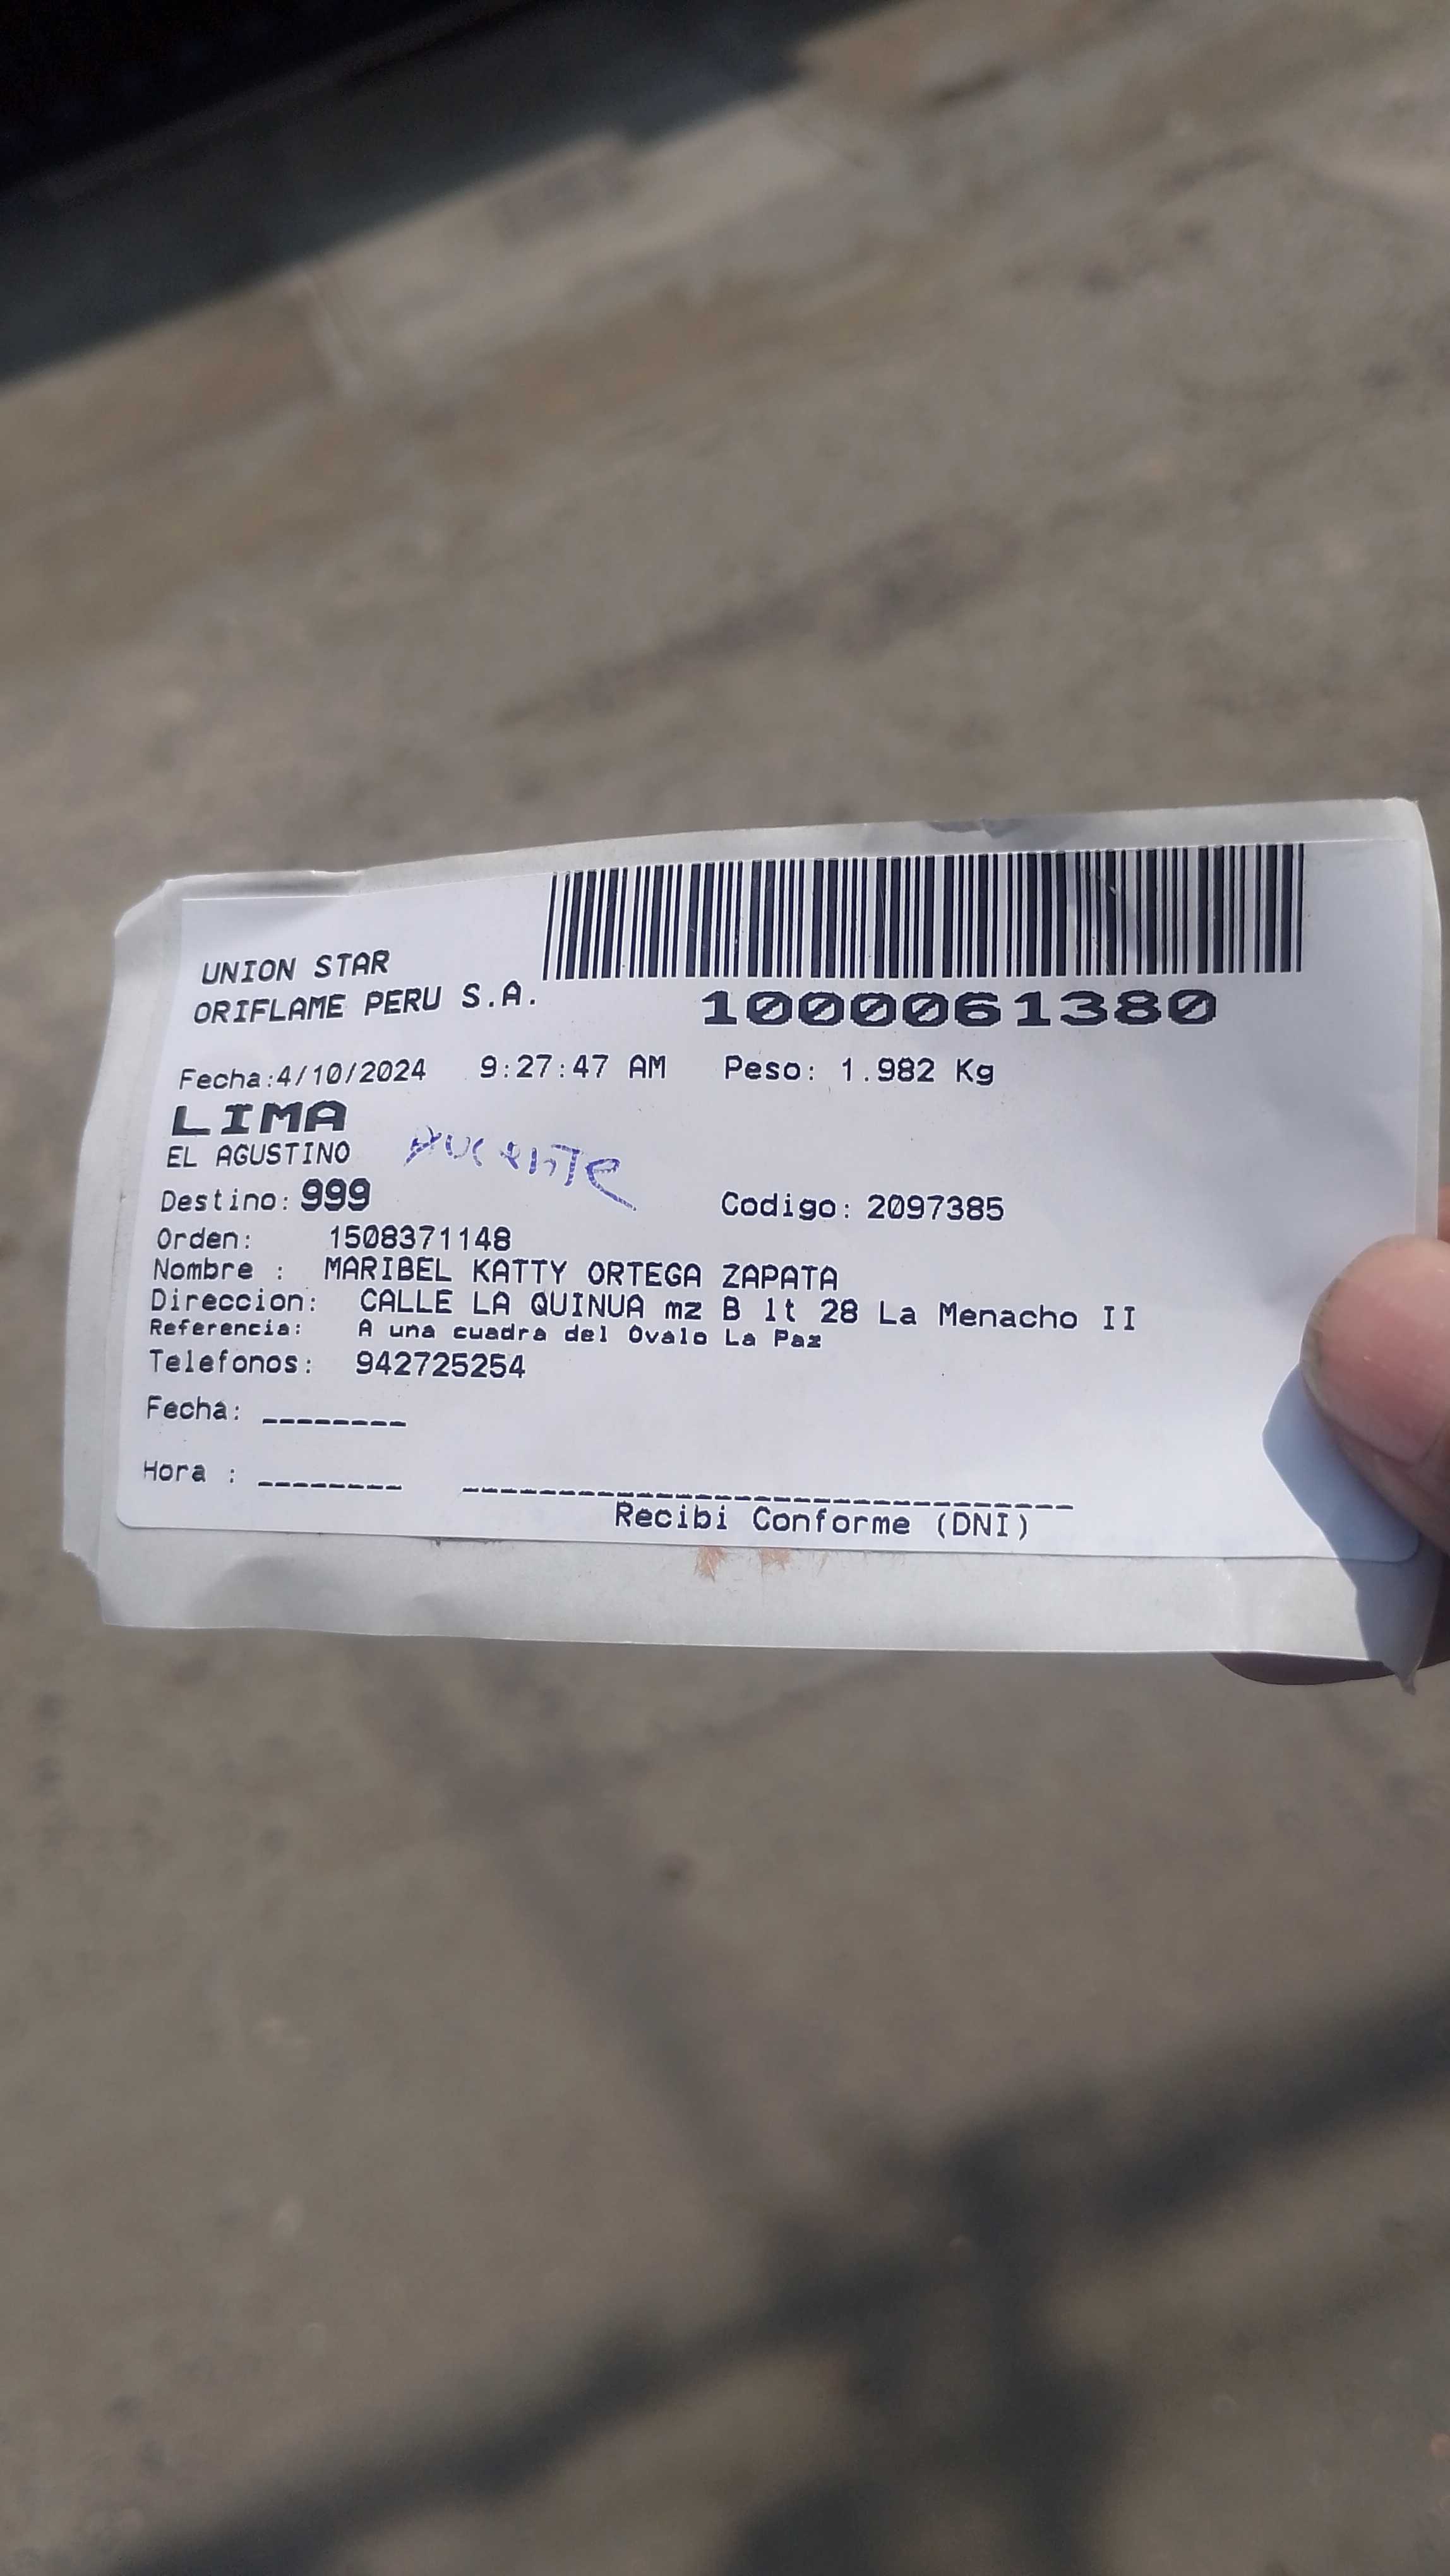 UNION STAR
ORIFLAME PERU S.A.
1000061380
Fecha:4/10/2024 9:27:47 AM Peso: 1.982 Kg
LIMA
EL AGUSTINO
Destino: 999 Codigo: 2097385
Orden: 1508371148
Nombre : MARIBEL KATTY ORTEGA ZAPATA
Direccion: CALLE LA QUINUA mz B lt 28 La Menacho II
Referencia: A una cuadra del Ovalo La Paz
Telefonos: 942725254
Fecha: ________
Hora : ________
Recibi Conforme (DNI)